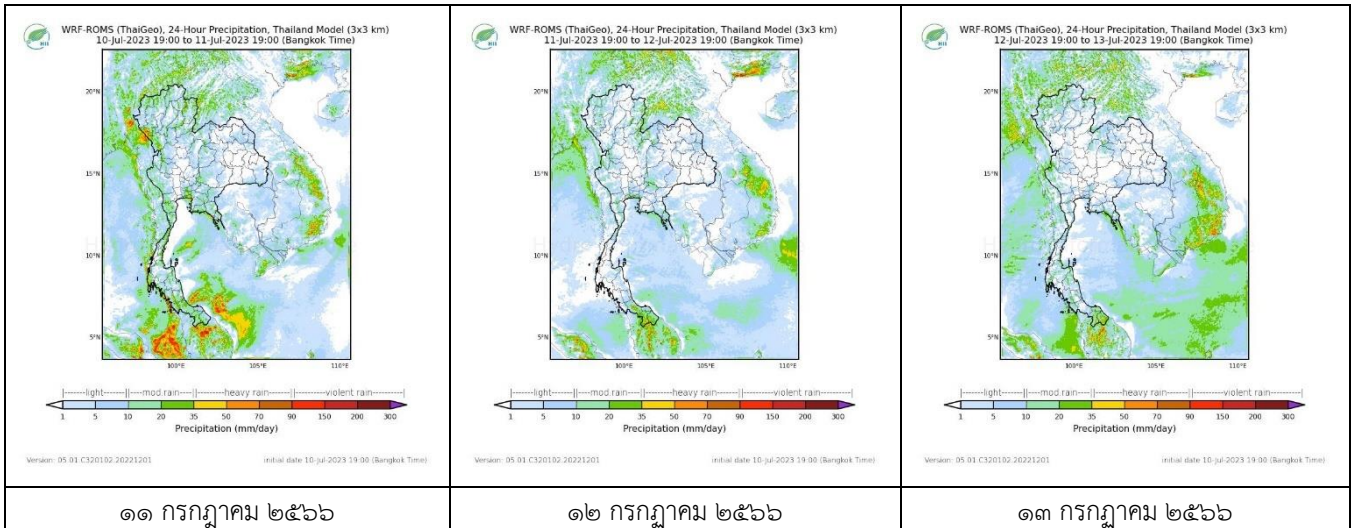 WRF-ROMS (ThaiGeo), 24-Hour Precipitation, Thailand Model (3x3 km)
10-Jul-2023 19:00 to 11-Jul-2023 19:00 (Bangkok Time)
20°N
15°N
10°N
5°N
100°E 105°E 110°E
|-------light--------||----mod rain----||--------heavy rain--------||-------violent rain-------|
1 5 10 20 35 50 70 90 150 200 300
Precipitation (mm/day)
Version: 05.01.C320102.20221201 initial date 10-Jul-2023 19:00 (Bangkok Time)
๑๑ กรกฎาคม ๒๕๖๖
WRF-ROMS (ThaiGeo), 24-Hour Precipitation, Thailand Model (3x3 km)
11-Jul-2023 19:00 to 12-Jul-2023 19:00 (Bangkok Time)
20°N
15°N
10°N
5°N
100°E 105°E 110°E
|-------light--------||----mod rain----||--------heavy rain--------||-------violent rain-------|
1 5 10 20 35 50 70 90 150 200 300
Precipitation (mm/day)
Version: 05.01.C320102.20221201 initial date 10-Jul-2023 19:00 (Bangkok Time)
๑๒ กรกฎาคม ๒๕๖๖
WRF-ROMS (ThaiGeo), 24-Hour Precipitation, Thailand Model (3x3 km)
12-Jul-2023 19:00 to 13-Jul-2023 19:00 (Bangkok Time)
20°N
15°N
10°N
5°N
100°E 105°E 110°E
|-------light--------||----mod rain----||--------heavy rain--------||-------violent rain-------|
1 5 10 20 35 50 70 90 150 200 300
Precipitation (mm/day)
Version: 05.01.C320102.20221201 initial date 10-Jul-2023 19:00 (Bangkok Time)
๑๓ กรกฎาคม ๒๕๖๖